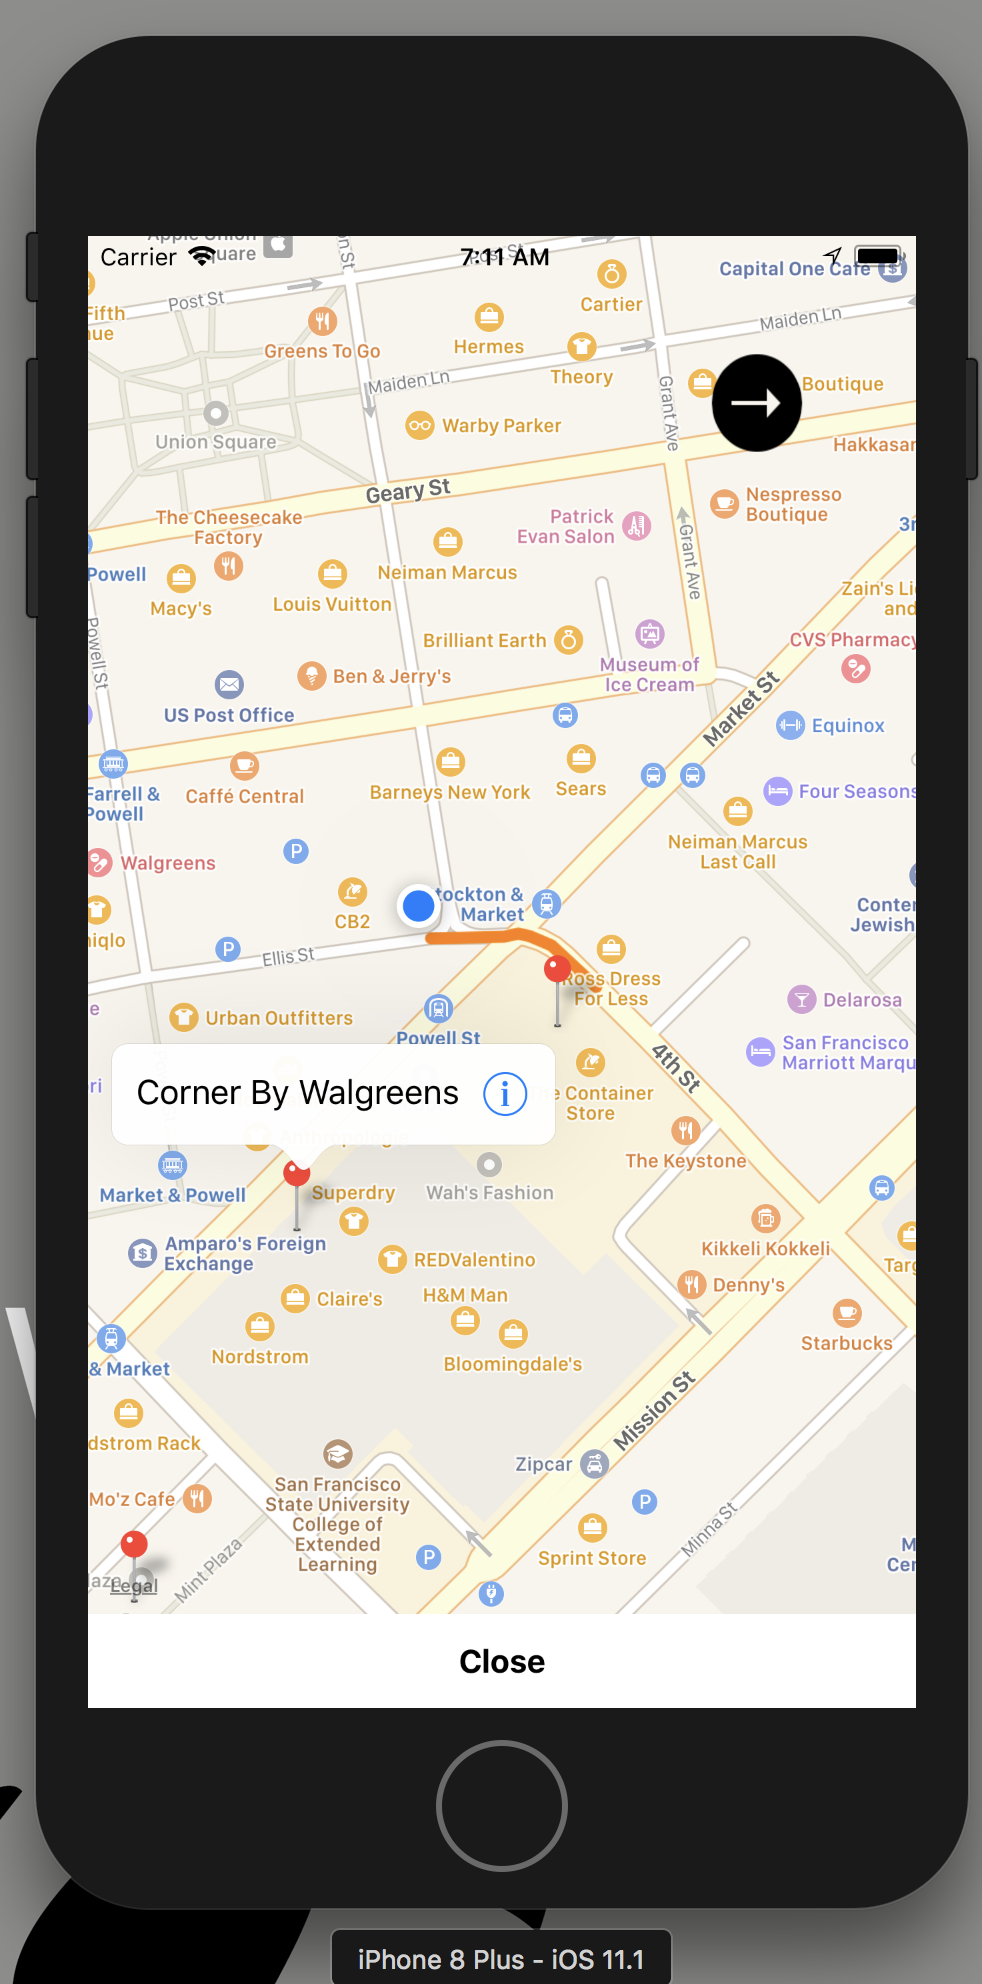 Carrier
7:11 AM
Post St
Capital One Cafe
Cartier
Maiden Ln
Hermes
Greens To Go
Theory
Maiden Ln
Grant Ave
Boutique
Warby Parker
Union Square
Geary St
Nespresso
Boutique
The Cheesecake
Factory
Patrick
Evan Salon
Grant Ave
Powell
Macy's
Louis Vuitton
Neiman Marcus
Brilliant Earth
CVS Pharmacy
Powell St
Ben & Jerry's
Museum of
Ice Cream
US Post Office
Market St
Equinox
Farrell &
Powell
Caffé Central
Barneys New York
Sears
Four Seasons
Neiman Marcus
Last Call
Walgreens
P
CB2
tockton &
Market
P
Ellis St
Ross Dress
For Less
Urban Outfitters
Powell St
Delarosa
San Francisco
Marriott Marqu
4th St
Corner By Walgreens
i
e Container
Store
The Keystone
Market & Powell
Superdry
Wah's Fashion
Amparo's Foreign
Exchange
REDValentino
Kikkeli Kokkeli
Claire's
H&M Man
Denny's
Nordstrom
Bloomingdale's
Starbucks
& Market
dstrom Rack
Mission St
Zipcar
San Francisco
State University
College of
Extended
Learning
Mo'z Cafe
P
P
Sprint Store
Minna St
Mint Plaza
Legal
Close
iPhone 8 Plus - iOS 11.1